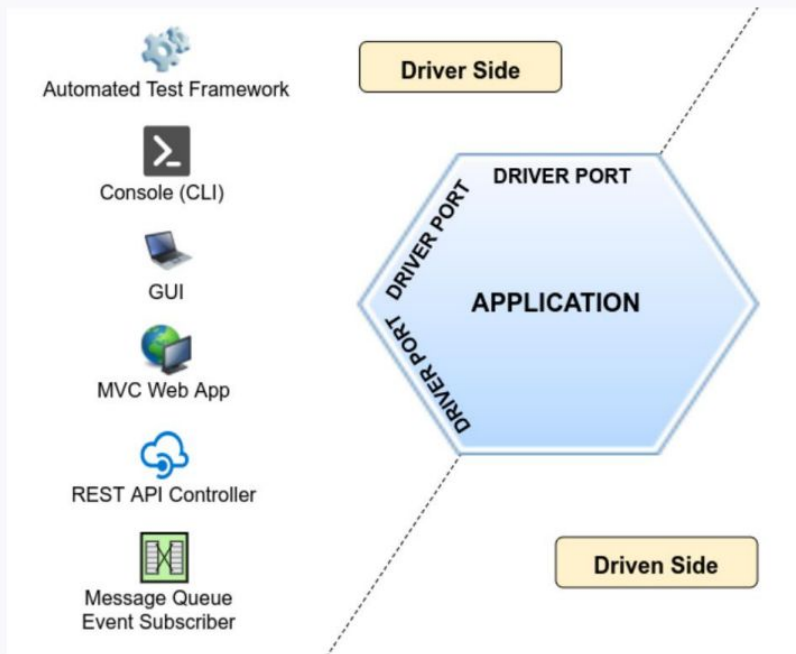 Automated Test Framework
Console (CLI)
GUI
MVC Web App
REST API Controller
Message Queue
Event Subscriber
Driver Side
DRIVER PORT
DRIVER PORT
APPLICATION
DRIVER PORT
Driven Side